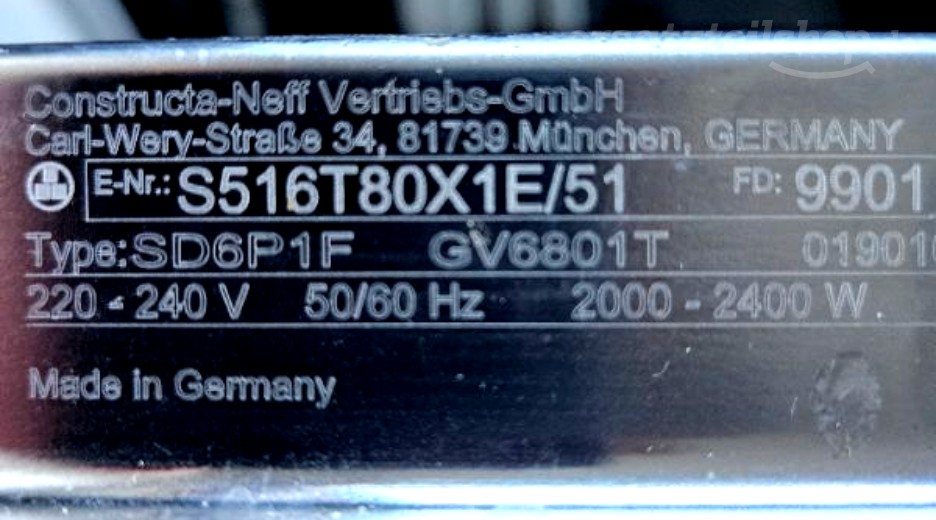 Constructa-Neff Vertriebs-GmbH
Carl-Wery-Straße 34, 81739 München, GERMANY
E-Nr.: S516T80X1E/51 FD: 9901
Type: SD6P1F GV6801T 019010
220 - 240 V 50/60 Hz 2000 - 2400 W
Made in Germany